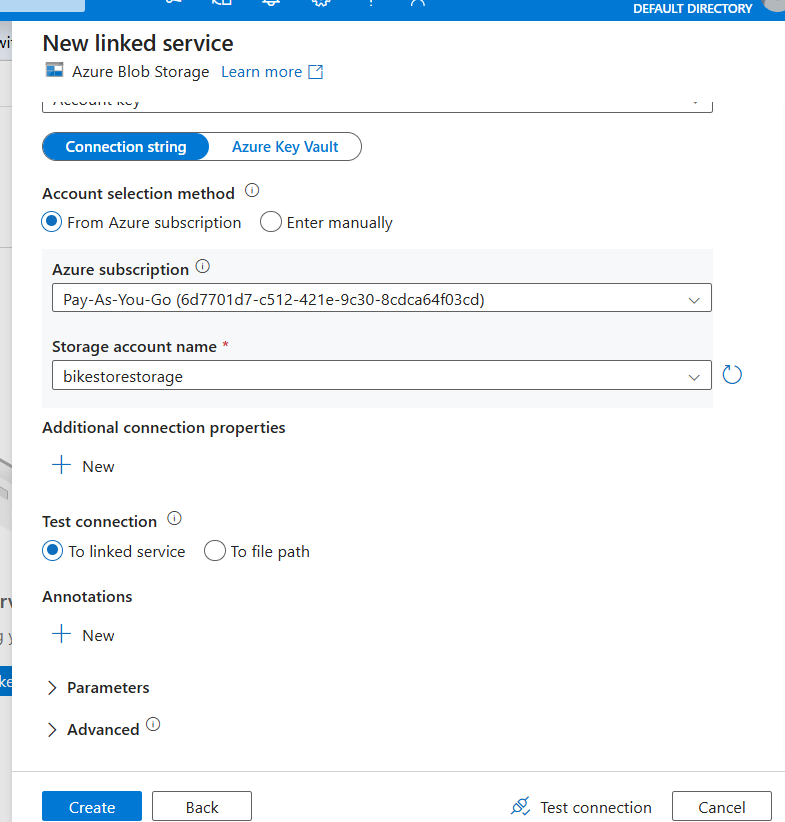 DEFAULT DIRECTORY
New linked service
Azure Blob Storage Learn more
Account key
Connection string Azure Key Vault
Account selection method
From Azure subscription Enter manually
Azure subscription
Pay-As-You-Go (6d7701d7-c512-421e-9c30-8cdca64f03cd)
Storage account name *
bikestorestorage
Additional connection properties
New
Test connection
To linked service To file path
Annotations
New
Parameters
Advanced
Create Back Test connection Cancel